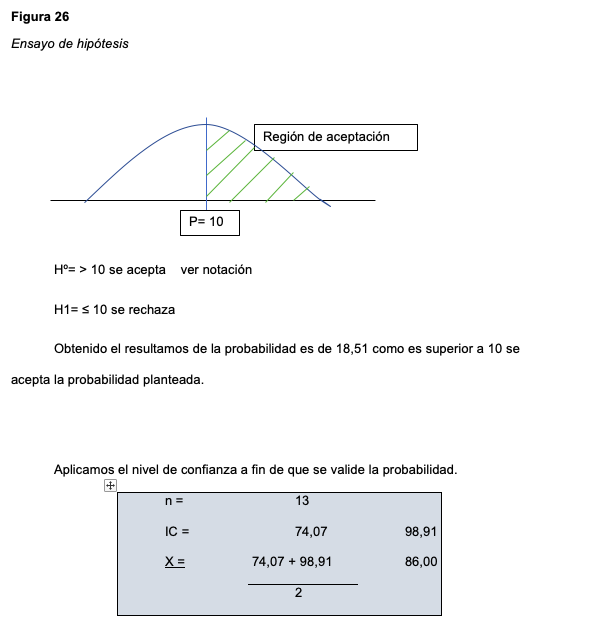 Figura 26
Ensayo de hipótesis
Región de aceptación
P= 10
Hº= > 10 se acepta ver notación
H1= ≤ 10 se rechaza
Obtenido el resultamos de la probabilidad es de 18,51 como es superior a 10 se
acepta la probabilidad planteada.
Aplicamos el nivel de confianza a fin de que se valide la probabilidad.
n = 13
IC = 74,07 98,91
X = 74,07 + 98,91 86,00
2